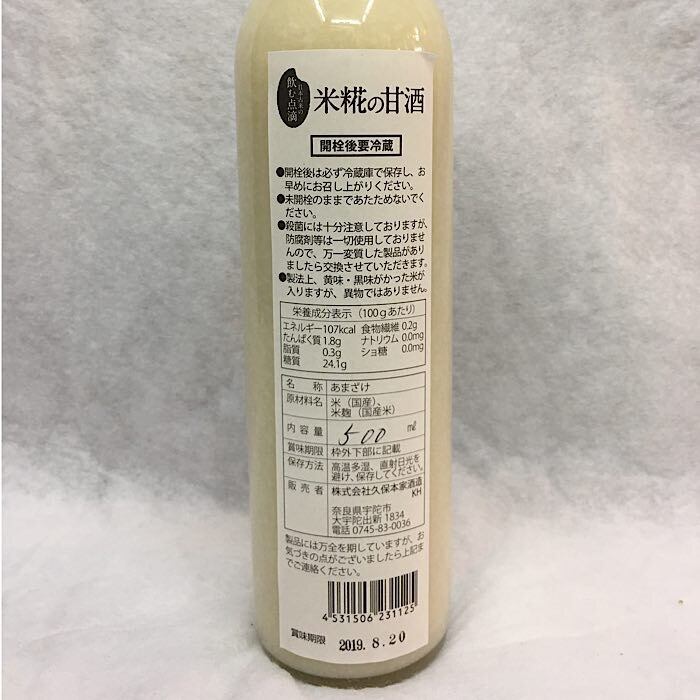 日本古来の
飲む点滴
米糀の甘酒
開栓後要冷蔵
●開栓後は必ず冷蔵庫で保存し、お
早めにお召し上がりください。
●未開栓のままであたためないでく
ださい。
●殺菌には十分注意しておりますが、
防腐剤等は一切使用しておりませ
んので、万一変質した製品があり
ましたら交換させていただきます。
●製法上、黄味・黒味がかった米が
入りますが、異物ではありません。
栄養成分表示（100gあたり）
エネルギー107kcal 食物繊維 0.2g
たんぱく質 1.8g ナトリウム 0.0mg
脂質 0.3g ショ糖 0.0mg
糖質 24.1g
名称 あまざけ
原材料名 米（国産）、
米麹（国産米）
内容量 500 ml
賞味期限 枠外下部に記載
保存方法 高温多湿、直射日光を
避け、保存してください。
販売者 株式会社久保本家酒造
KH
奈良県宇陀市
大宇陀出新 1834
電話 0745-83-0036
製品には万全を期していますが、お
気づきの点がございましたら上記ま
でご連絡ください。
4 531506 231125
賞味期限 2019. 8.20